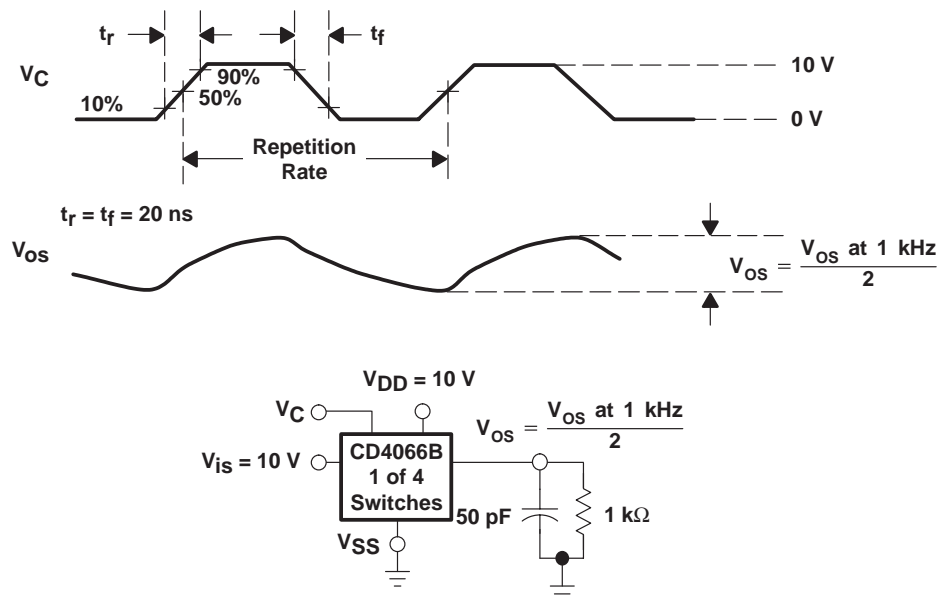 tr
tf
VC
10%
90%
50%
10 V
0 V
Repetition
Rate
tr = tf = 20 ns
VOS
VOS = VOS at 1 kHz
2
VDD = 10 V
VC
VOS = VOS at 1 kHz
2
Vis = 10 V
CD4066B
1 of 4
Switches
50 pF
1 kΩ
VSS